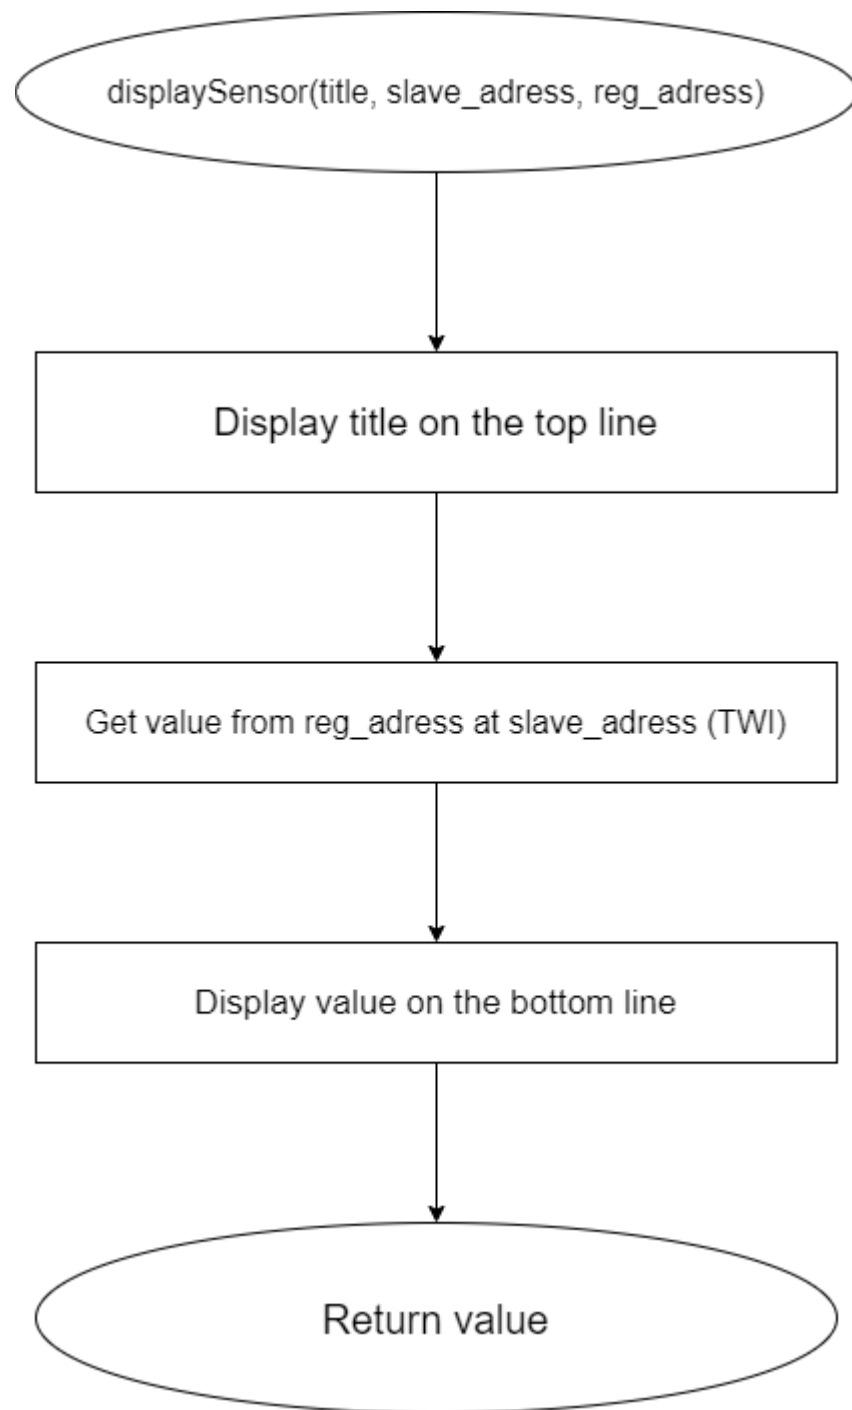 displaySensor(title, slave_adress, reg_adress)
Display title on the top line
Get value from reg_adress at slave_adress (TWI)
Display value on the bottom line
Return value